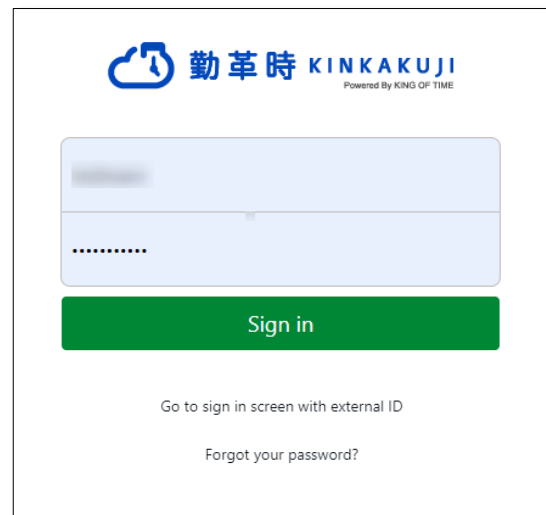 勤革時 KINKAKUJI
Powered By KING OF TIME
...........
Sign in
Go to sign in screen with external ID
Forgot your password?